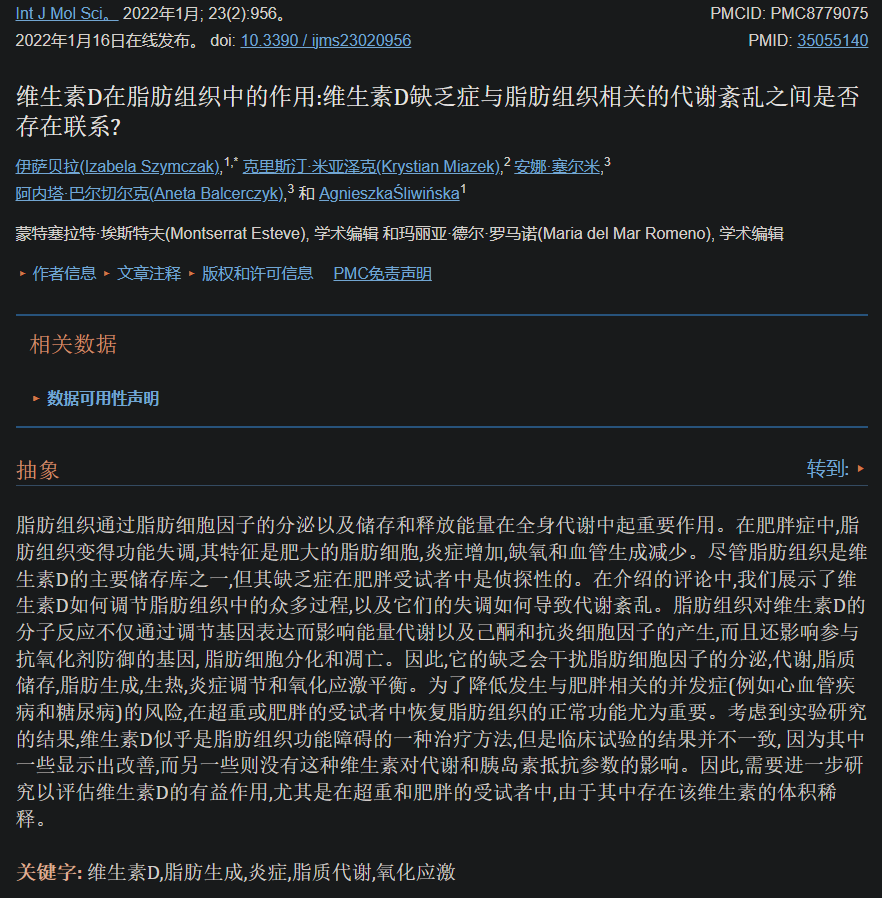 Int J Mol Sci。 2022年1月; 23(2):956。 PMCID: PMC8779075
2022年1月16日在线发布。 doi: 10.3390 / ijms23020956 PMID: 35055140
维生素D在脂肪组织中的作用:维生素D缺乏症与脂肪组织相关的代谢紊乱之间是否
存在联系?
伊萨贝拉(Izabela Szymczak),1,* 克里斯汀·米亚泽克(Krystian Miazek),2 安娜·塞尔米,3
阿内塔·巴尔切尔克(Aneta Balcerczyk),3 和 AgnieszkaŚliwińska1
蒙特塞拉特·埃斯特夫(Montserrat Esteve), 学术编辑 和玛丽亚·德尔·罗马诺(Maria del Mar Romeno), 学术编辑
▸ 作者信息 ▸ 文章注释 ▸ 版权和许可信息 PMC免责声明
相关数据
▸ 数据可用性声明
抽象 转到: ▸
脂肪组织通过脂肪细胞因子的分泌以及储存和释放能量在全身代谢中起重要作用。在肥胖症中,脂
肪组织变得功能失调,其特征是肥大的脂肪细胞,炎症增加,缺氧和血管生成减少。尽管脂肪组织是维
生素D的主要储存库之一,但其缺乏症在肥胖受试者中是侦探性的。在介绍的评论中,我们展示了维
生素D如何调节脂肪组织中的众多过程,以及它们的失调如何导致代谢紊乱。脂肪组织对维生素D的
分子反应不仅通过调节基因表达而影响能量代谢以及己酮和抗炎细胞因子的产生,而且还影响参与
抗氧化剂防御的基因, 脂肪细胞分化和凋亡。因此,它的缺乏会干扰脂肪细胞因子的分泌,代谢,脂质
储存,脂肪生成,生热,炎症调节和氧化应激平衡。为了降低发生与肥胖相关的并发症(例如心血管疾
病和糖尿病)的风险,在超重或肥胖的受试者中恢复脂肪组织的正常功能尤为重要。考虑到实验研究
的结果,维生素D似乎是脂肪组织功能障碍的一种治疗方法,但是临床试验的结果并不一致, 因为其中
一些显示出改善,而另一些则没有这种维生素对代谢和胰岛素抵抗参数的影响。因此,需要进一步研
究以评估维生素D的有益作用,尤其是在超重和肥胖的受试者中,由于其中存在该维生素的体积稀
释。
关键字: 维生素D,脂肪生成,炎症,脂质代谢,氧化应激